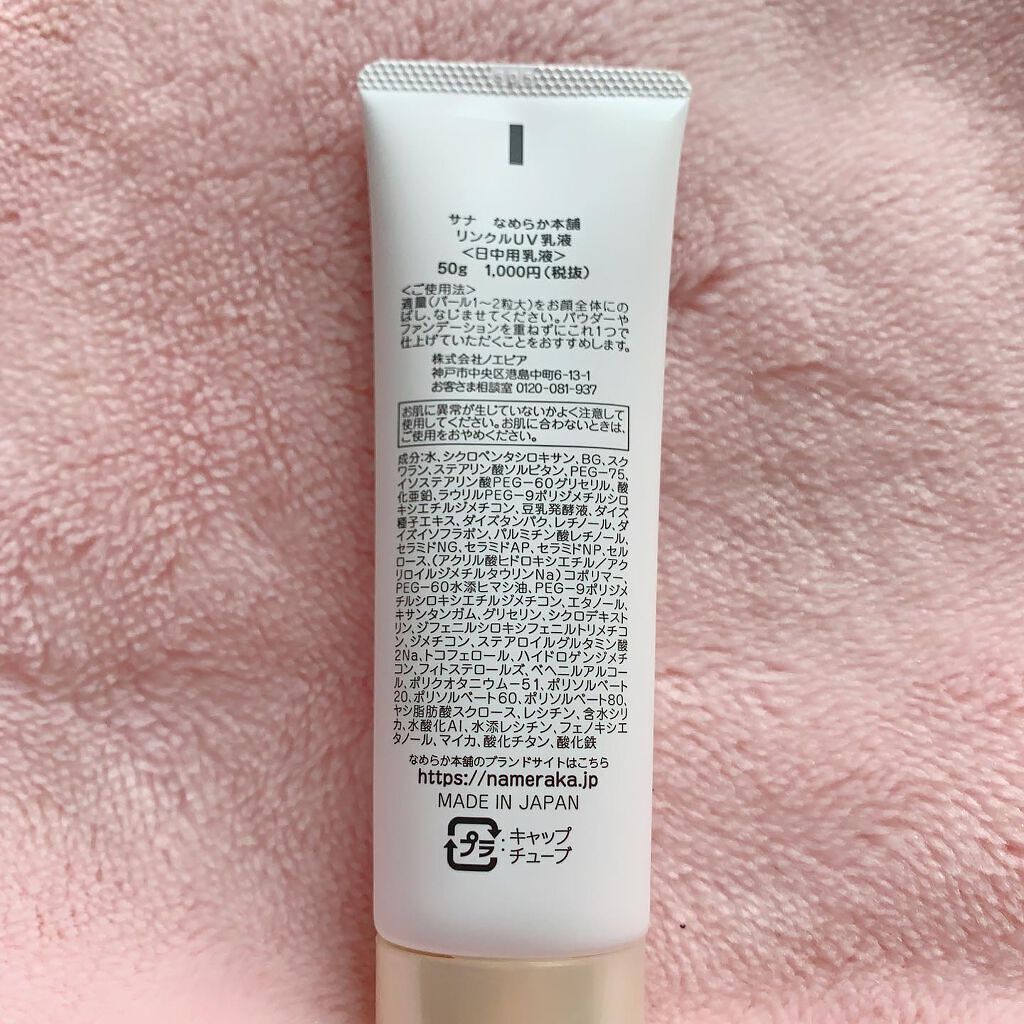 サナ なめらか本舗
リンクルUV乳液
<日中用乳液>
50g 1,000円(税抜)
<ご使用法>
適量(パール1～2粒大)をお顔全体にの
ばし、なじませてください。パウダーや
ファンデーションを重ねずにこれ1つで
仕上げていただくことをおすすめします。
株式会社ノエビア
神戸市中央区港島中町6-13-1
お客さま相談室 0120-081-937
お肌に異常が生じていないかよく注意して
使用してください。お肌に合わないときは、
ご使用をおやめください。
成分:水、シクロペンタシロキサン、BG、スク
ワラン、ステアリン酸ソルビタン、PEG-75、
イソステアリン酸PEG-60グリセリル、酸
化亜鉛、ラウリルPEG-9ポリジメチルシロ
キシエチルジメチコン、豆乳発酵液、ダイズ
種子エキス、ダイズタンパク、レチノール、ダ
イズイソフラボン、パルミチン酸レチノール、
セラミドNG、セラミドAP、セラミドNP、セル
ロース、(アクリル酸ヒドロキシエチル/アク
リロイルジメチルタウリンNa)コポリマー、
PEG-60水添ヒマシ油、PEG-9ポリジメ
チルシロキシエチルジメチコン、エタノール、
キサンタンガム、グリセリン、シクロデキスト
リン、ジフェニルシロキシフェニルトリメチコ
ン、ジメチコン、ステアロイルグルタミン酸
2Na、トコフェロール、ハイドロゲンジメチ
コン、フィトステロールズ、ベヘニルアルコー
ル、ポリクオタニウム-51、ポリソルベート
20、ポリソルベート60、ポリソルベート80、
ヤシ脂肪酸スクロース、レシチン、含水シリ
カ、水酸化Al、水添レシチン、フェノキシエ
タノール、マイカ、酸化チタン、酸化鉄
なめらか本舗のブランドサイトはこちら
https://nameraka.jp
MADE IN JAPAN
プラ:キャップ
チューブ